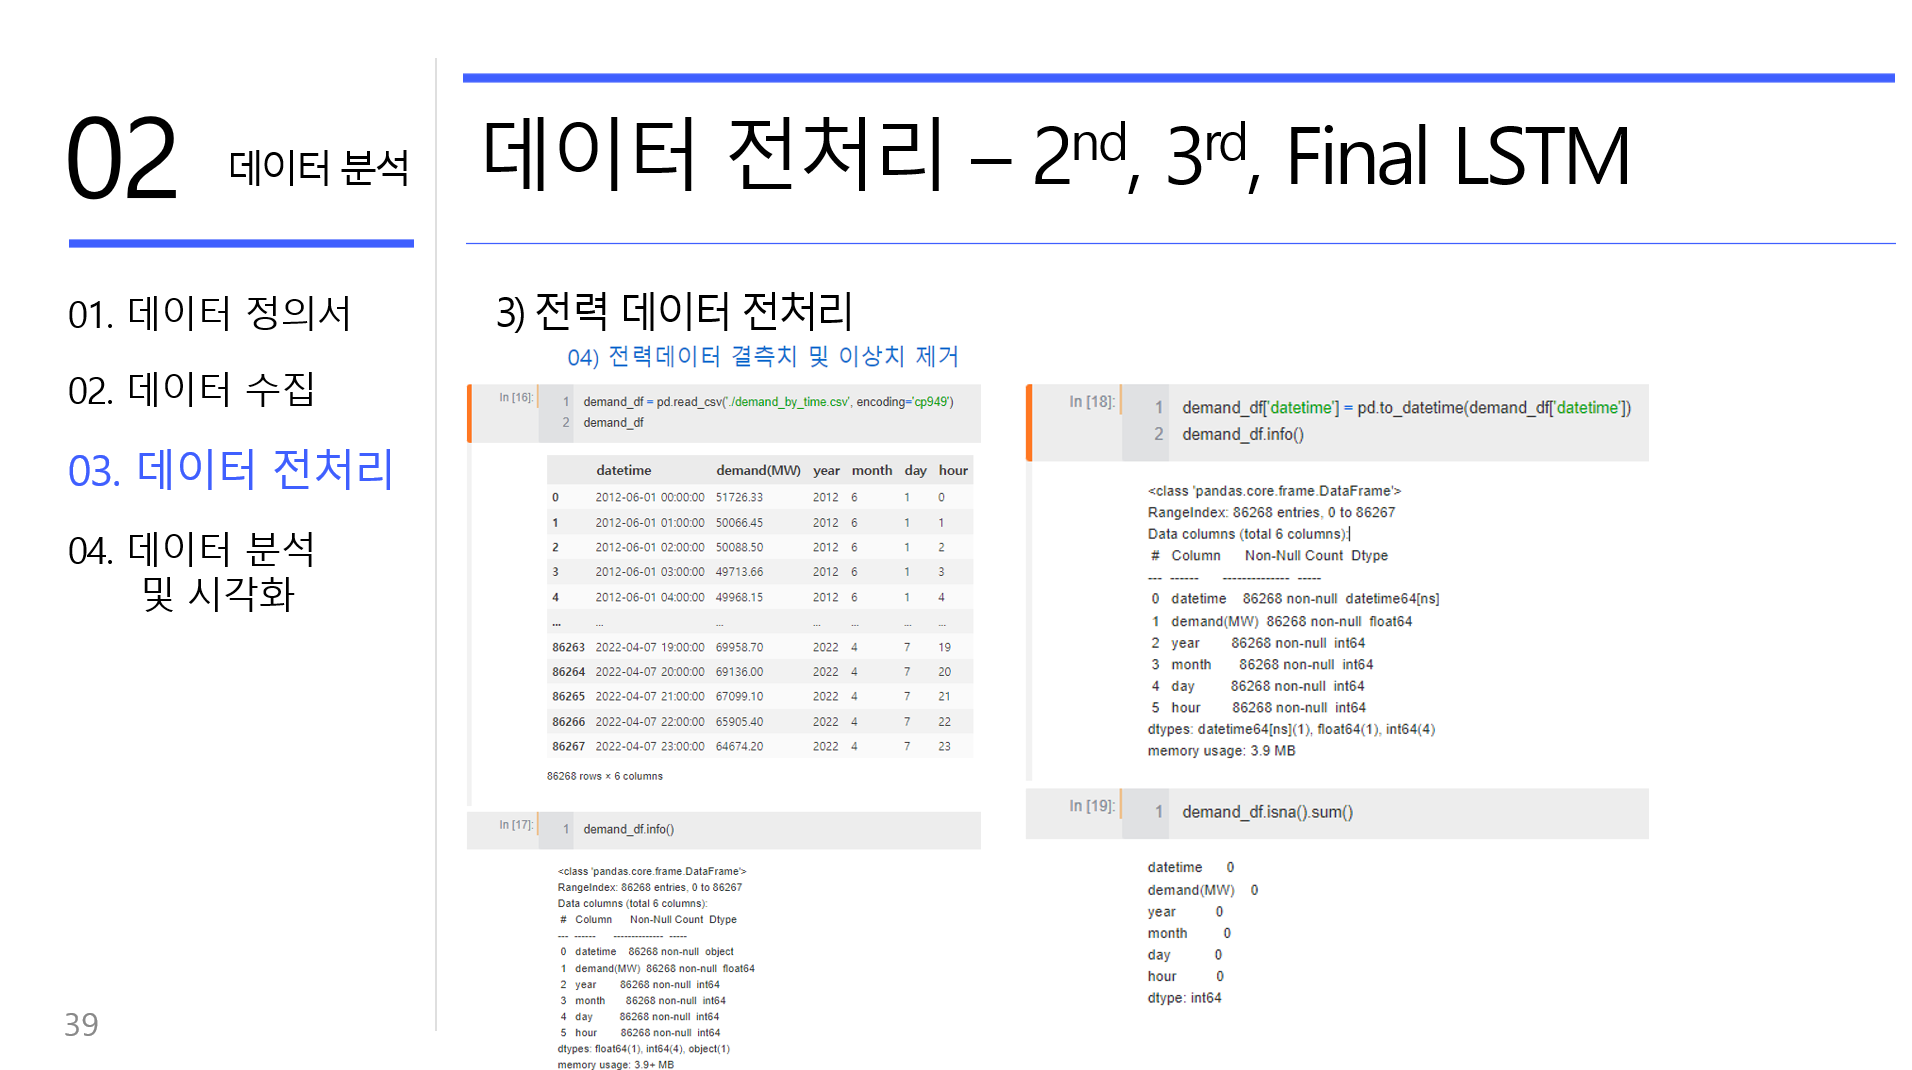 02 데이터 분석
01. 데이터 정의서
02. 데이터 수집
03. 데이터 전처리
04. 데이터 분석
및 시각화
39
데이터 전처리 – 2nd, 3rd, Final LSTM
3) 전력 데이터 전처리
04) 전력데이터 결측치 및 이상치 제거
In [16]:
1 demand_df = pd.read_csv('./demand_by_time.csv', encoding='cp949')
2 demand_df
datetime demand(MW) year month day hour
0 2012-06-01 00:00:00 51726.33 2012 6 1 0
1 2012-06-01 01:00:00 50066.45 2012 6 1 1
2 2012-06-01 02:00:00 50088.50 2012 6 1 2
3 2012-06-01 03:00:00 49713.66 2012 6 1 3
4 2012-06-01 04:00:00 49968.15 2012 6 1 4
... ... ... ... ... ... ...
86263 2022-04-07 19:00:00 69958.70 2022 4 7 19
86264 2022-04-07 20:00:00 69136.00 2022 4 7 20
86265 2022-04-07 21:00:00 67099.10 2022 4 7 21
86266 2022-04-07 22:00:00 65905.40 2022 4 7 22
86267 2022-04-07 23:00:00 64674.20 2022 4 7 23
86268 rows × 6 columns
In [17]:
1 demand_df.info()
<class 'pandas.core.frame.DataFrame'>
RangeIndex: 86268 entries, 0 to 86267
Data columns (total 6 columns):
# Column Non-Null Count Dtype
--- ------ -------------- -----
0 datetime 86268 non-null object
1 demand(MW) 86268 non-null float64
2 year 86268 non-null int64
3 month 86268 non-null int64
4 day 86268 non-null int64
5 hour 86268 non-null int64
dtypes: float64(1), int64(4), object(1)
memory usage: 3.9+ MB
In [18]:
1 demand_df['datetime'] = pd.to_datetime(demand_df['datetime'])
2 demand_df.info()
<class 'pandas.core.frame.DataFrame'>
RangeIndex: 86268 entries, 0 to 86267
Data columns (total 6 columns):
# Column Non-Null Count Dtype
--- ------ -------------- -----
0 datetime 86268 non-null datetime64[ns]
1 demand(MW) 86268 non-null float64
2 year 86268 non-null int64
3 month 86268 non-null int64
4 day 86268 non-null int64
5 hour 86268 non-null int64
dtypes: datetime64[ns](1), float64(1), int64(4)
memory usage: 3.9 MB
In [19]:
1 demand_df.isna().sum()
datetime 0
demand(MW) 0
year 0
month 0
day 0
hour 0
dtype: int64